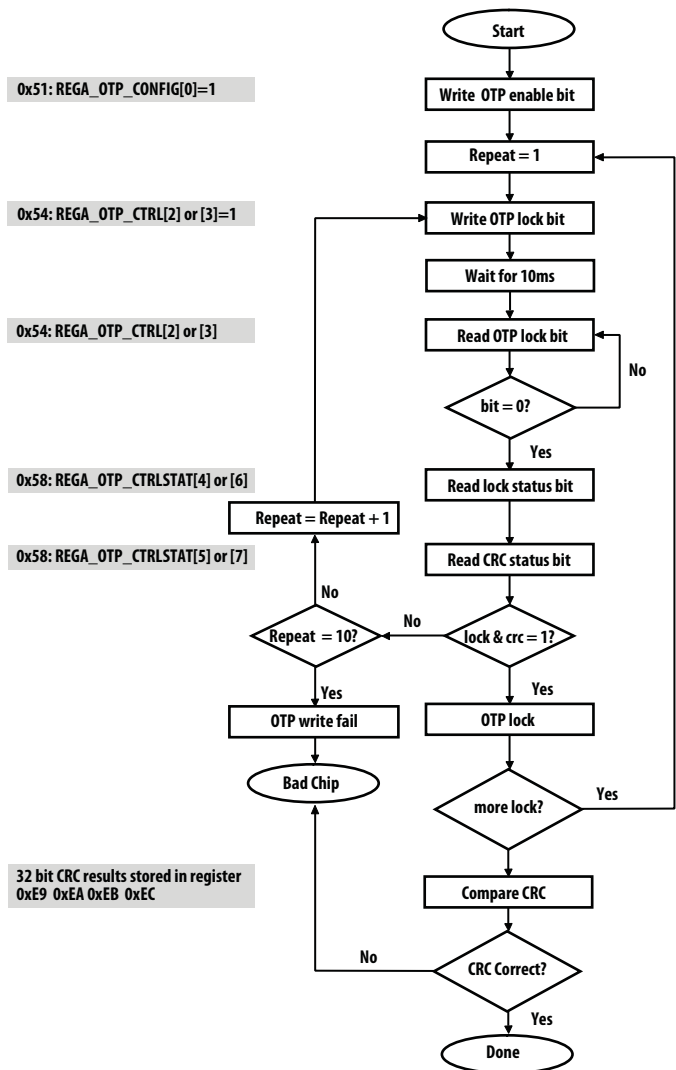 Start
0x51: REGA_OTP_CONFIG[0]=1
Write OTP enable bit
Repeat = 1
0x54: REGA_OTP_CTRL[2] or [3]=1
Write OTP lock bit
Wait for 10ms
0x54: REGA_OTP_CTRL[2] or [3]
Read OTP lock bit
No
bit = 0?
Yes
0x58: REGA_OTP_CTRLSTAT[4] or [6]
Read lock status bit
Repeat = Repeat + 1
0x58: REGA_OTP_CTRLSTAT[5] or [7]
Read CRC status bit
No
No
Repeat = 10?
lock & crc = 1?
Yes
Yes
OTP write fail
OTP lock
Bad Chip
more lock?
Yes
32 bit CRC results stored in register
0xE9 0xEA 0xEB 0xEC
Compare CRC
No
CRC Correct?
Yes
Done